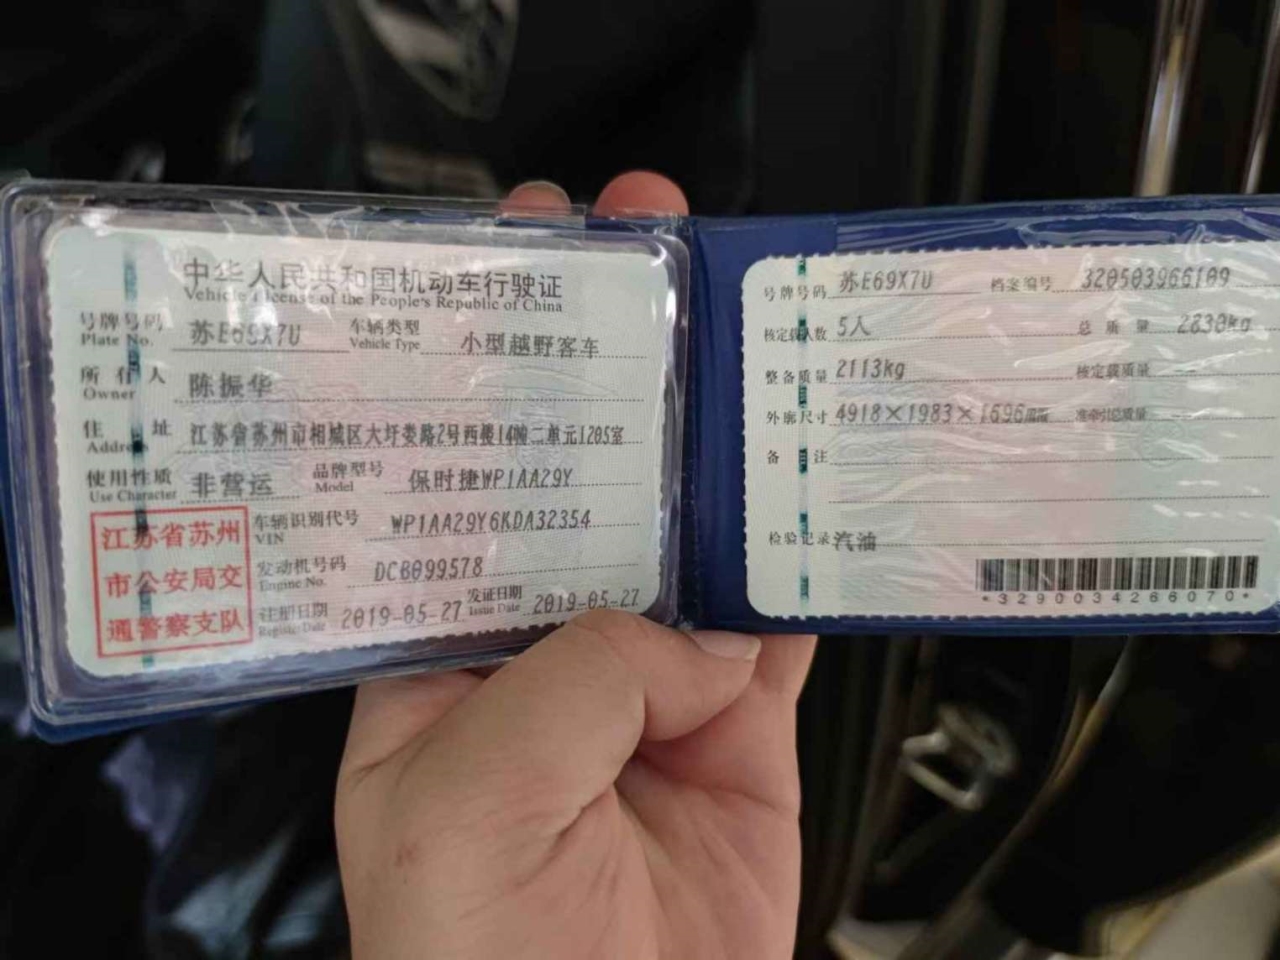 中华人民共和国机动车行驶证
Vehicle License of the People's Republic of China
号牌号码 苏E69X7U 车辆类型 小型越野客车
Plate No. Vehicle Type
所有人 陈振华
Owner
住址 江苏省苏州市相城区大圩娄路2号西楼14幢二单元1205室
Address
使用性质 非营运 品牌型号 保时捷WP1AA29Y
Use Character Model
江苏省苏州
市公安局交
通警察支队
车辆识别代号 WP1AA29Y6KDA32354
VIN
发动机号码 DCB099578
Engine No.
注册日期 2019-05-27 发证日期 2019-05-27
Register Date Issue Date
号牌号码 苏E69X7U 档案编号 320503966109
核定载人数 5人 总质量 2830kg
整备质量 2113kg 核定载质量 --
外廓尺寸 4918×1983×1696mm 准牵引总质量 --
备注
检验记录 汽油
*3290034266070*